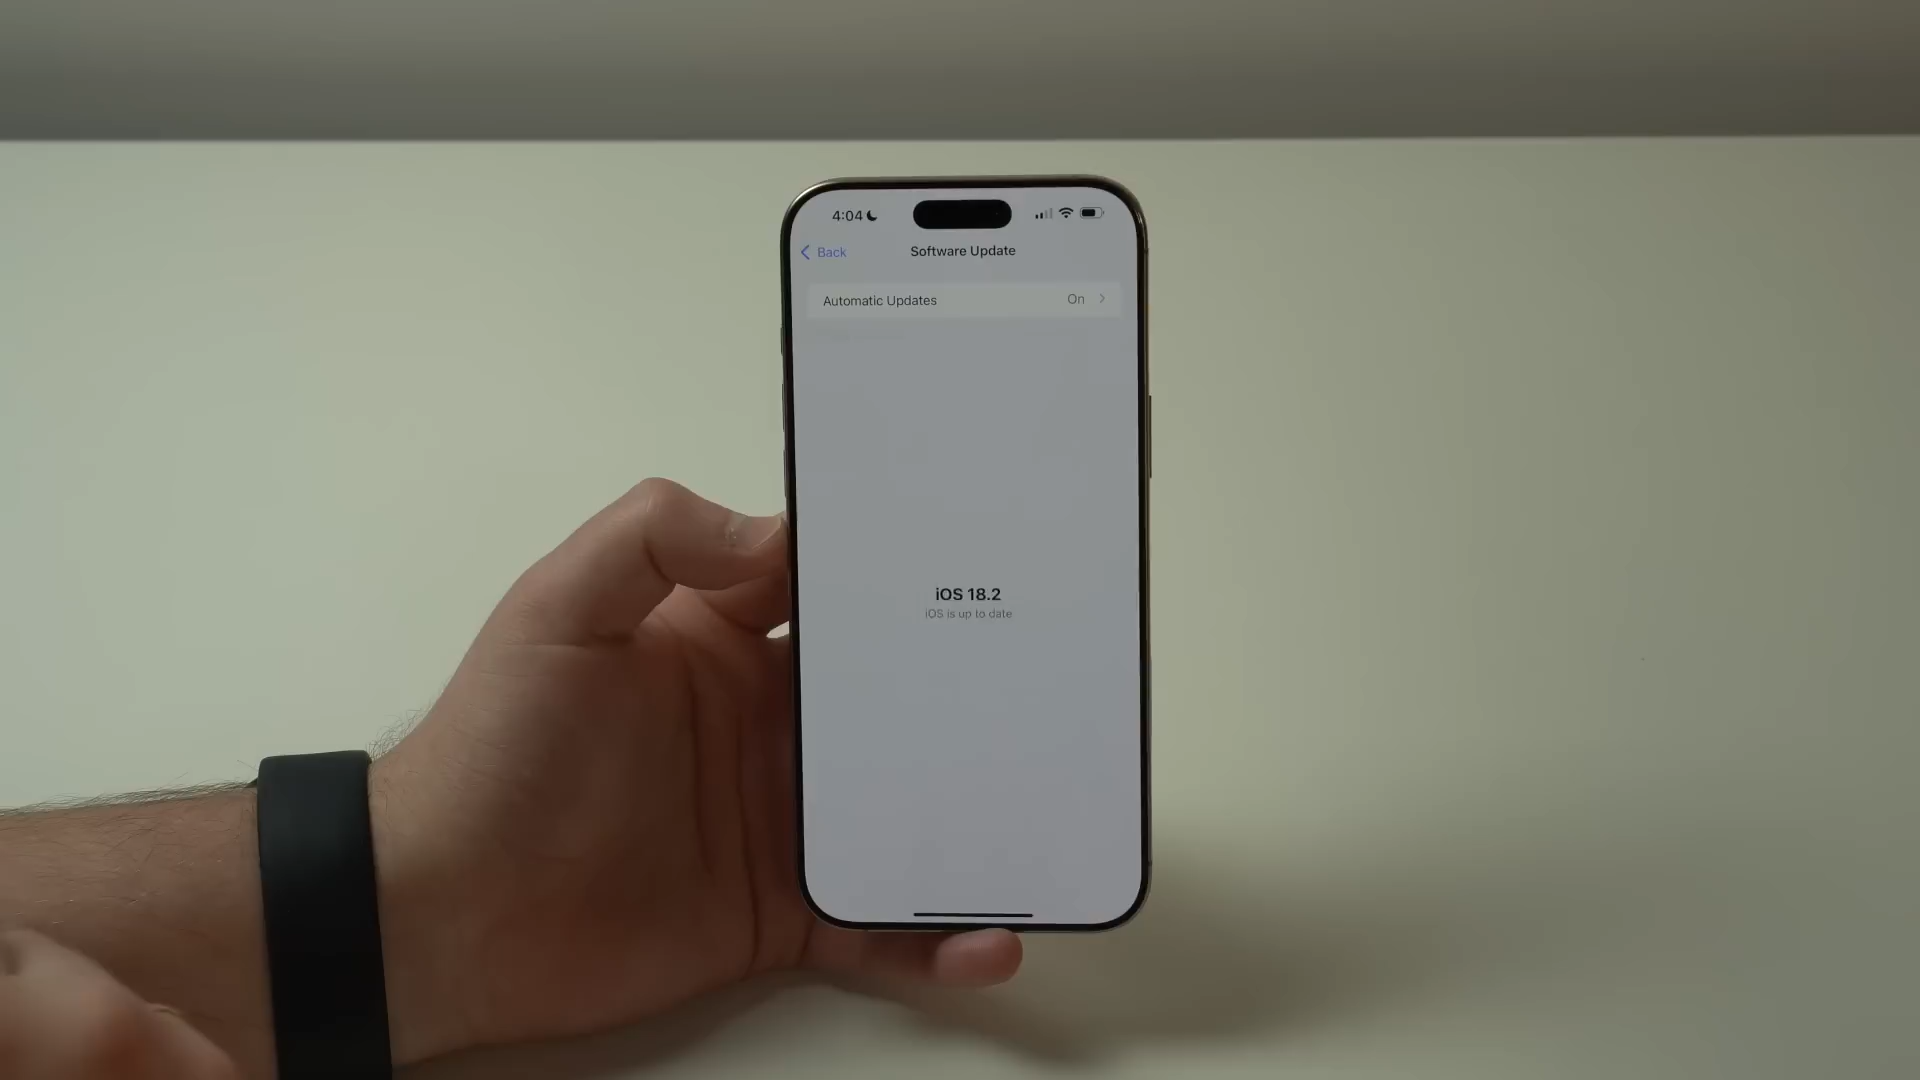 4:04
Back
Software Update
Automatic Updates On
iOS 18.2
iOS is up to date